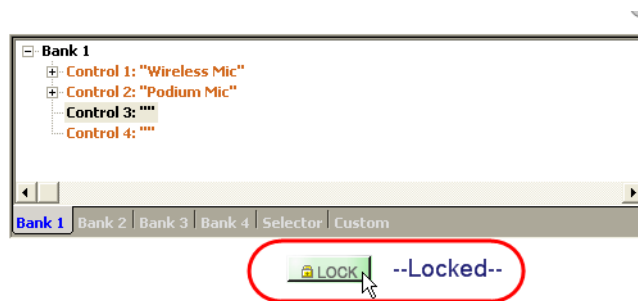 Bank 1
Control 1: "Wireless Mic"
Control 2: "Podium Mic"
Control 3: ""
Control 4: ""
Bank 1 Bank 2 Bank 3 Bank 4 Selector Custom
LOCK --Locked--